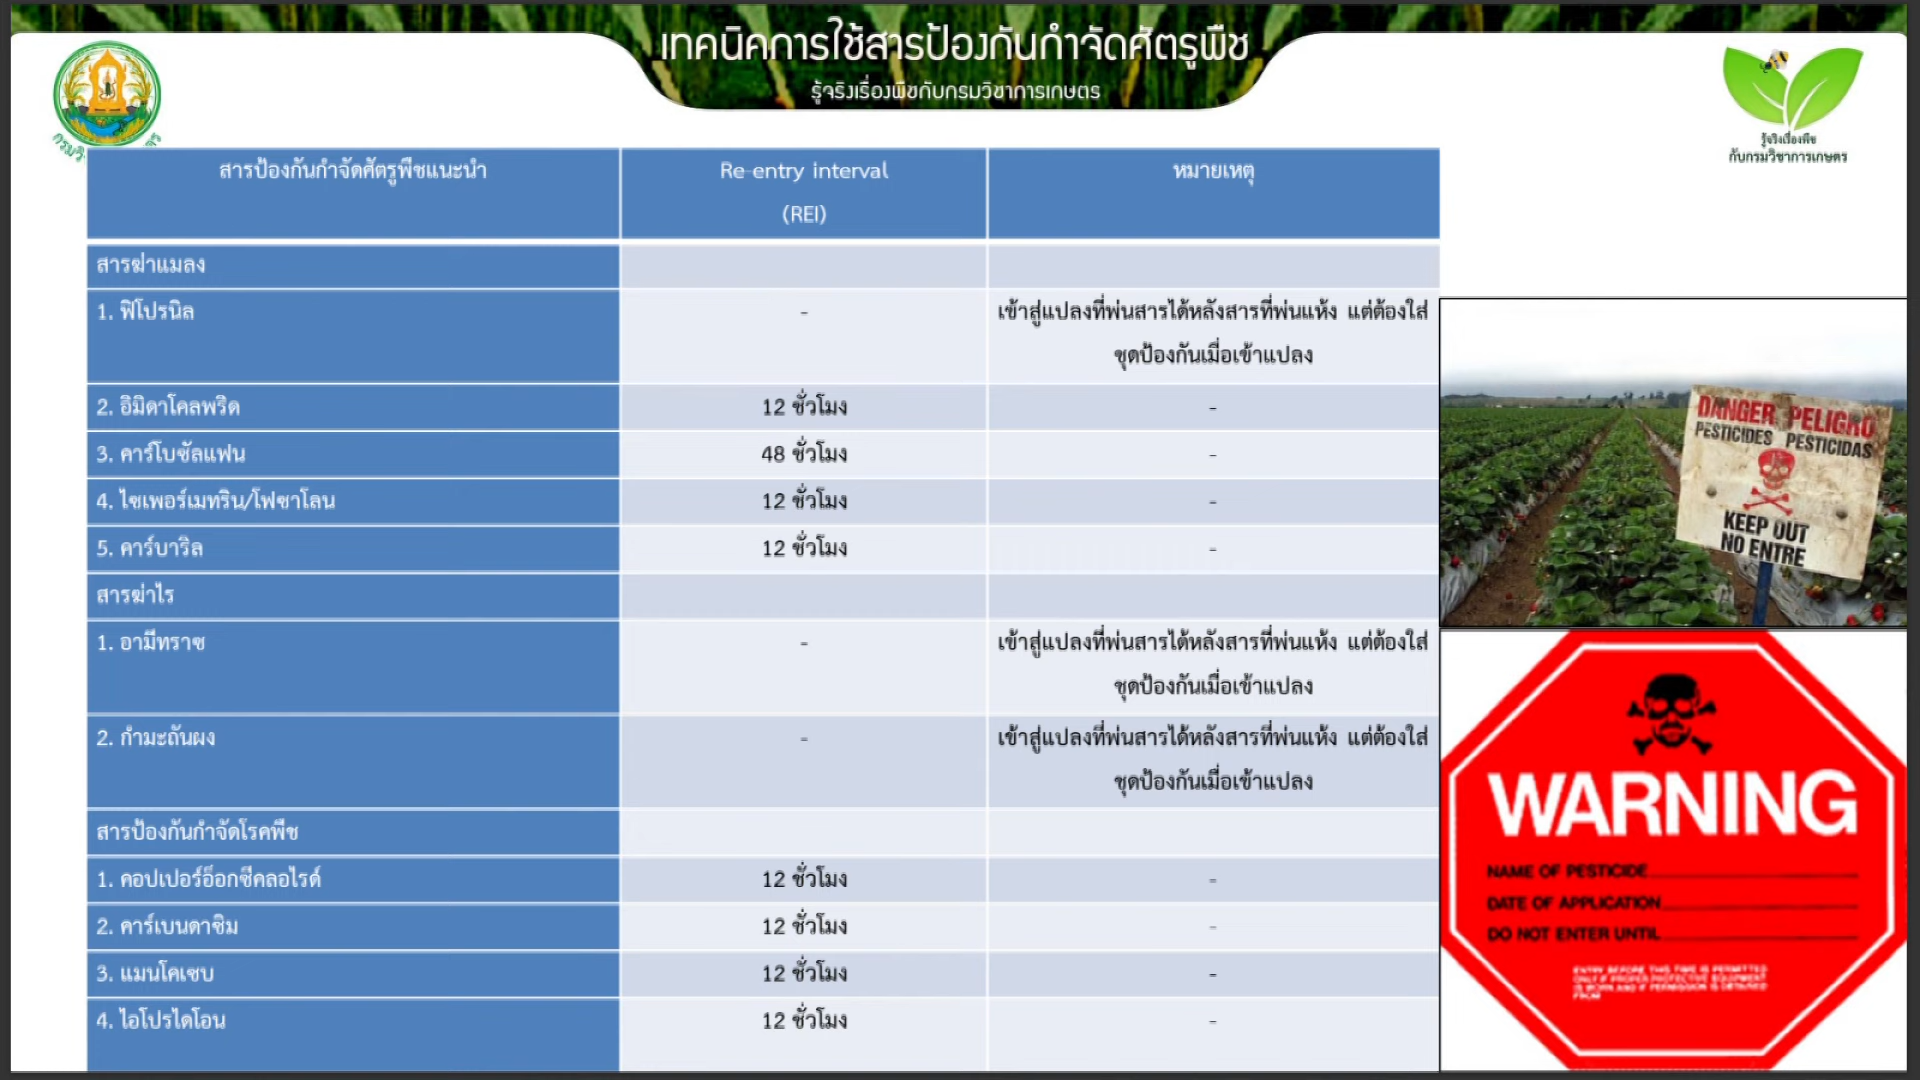 เทคนิคการใช้สารป้องกันกำจัดศัตรูพืช
รู้จริงเรื่องพืชกับกรมวิชาการเกษตร
รู้จริงเรื่องพืช
กับกรมวิชาการเกษตร
สารป้องกันกำจัดศัตรูพืชแนะนำ Re-entry interval หมายเหตุ
(REI)
สารฆ่าแมลง
1. ฟิโปรนิล - เข้าสู่แปลงที่พ่นสารได้หลังสารที่พ่นแห้ง แต่ต้องใส่
ชุดป้องกันเมื่อเข้าแปลง
2. อิมิดาโคลพริด 12 ชั่วโมง -
3. คาร์โบซัลแฟน 48 ชั่วโมง -
4. ไซเพอร์เมทริน/โฟซาโลน 12 ชั่วโมง -
5. คาร์บาริล 12 ชั่วโมง -
สารฆ่าไร
1. อามีทราซ - เข้าสู่แปลงที่พ่นสารได้หลังสารที่พ่นแห้ง แต่ต้องใส่
ชุดป้องกันเมื่อเข้าแปลง
2. กำมะถันผง - เข้าสู่แปลงที่พ่นสารได้หลังสารที่พ่นแห้ง แต่ต้องใส่
ชุดป้องกันเมื่อเข้าแปลง
สารป้องกันกำจัดโรคพืช
1. คอปเปอร์อ็อกซีคลอไรด์ 12 ชั่วโมง -
2. คาร์เบนดาซิม 12 ชั่วโมง -
3. แมนโคเซบ 12 ชั่วโมง -
4. ไอโปรไดโอน 12 ชั่วโมง -
DANGER PELIGRO
PESTICIDES PESTICIDAS
KEEP OUT
NO ENTRE
WARNING
NAME OF PESTICIDE
DATE OF APPLICATION
DO NOT ENTER UNTIL
ENTRY BEFORE THIS TIME IS PERMITTED
ONLY IF PROPER PROTECTIVE EQUIPMENT
IS WORN AND IF PERMISSION IS OBTAINED
FROM